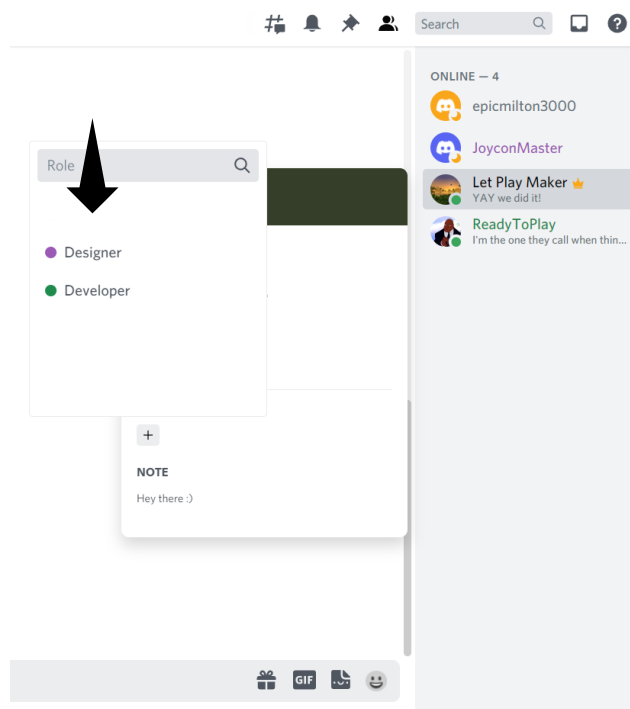 Search
ONLINE — 4
epicmilton3000
JoyconMaster
Let Play Maker
YAY we did it!
ReadyToPlay
I'm the one they call when thin...
Role
Designer
Developer
NOTE
Hey there :)
GIF